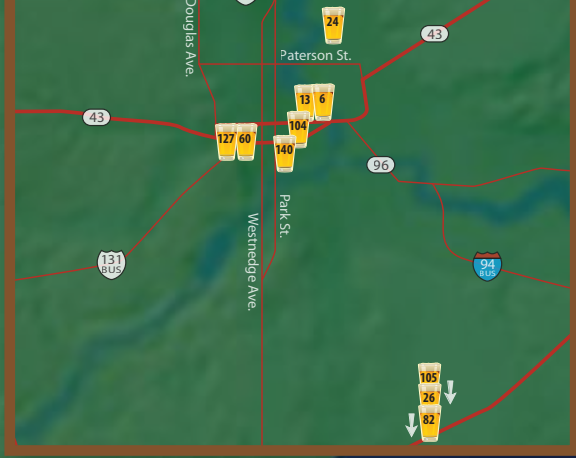 Douglas Ave.
24
43
Paterson St.
13
6
43
104
127
60
140
96
Park St.
Westnedge Ave.
131
BUS
94
BUS
105
26
82